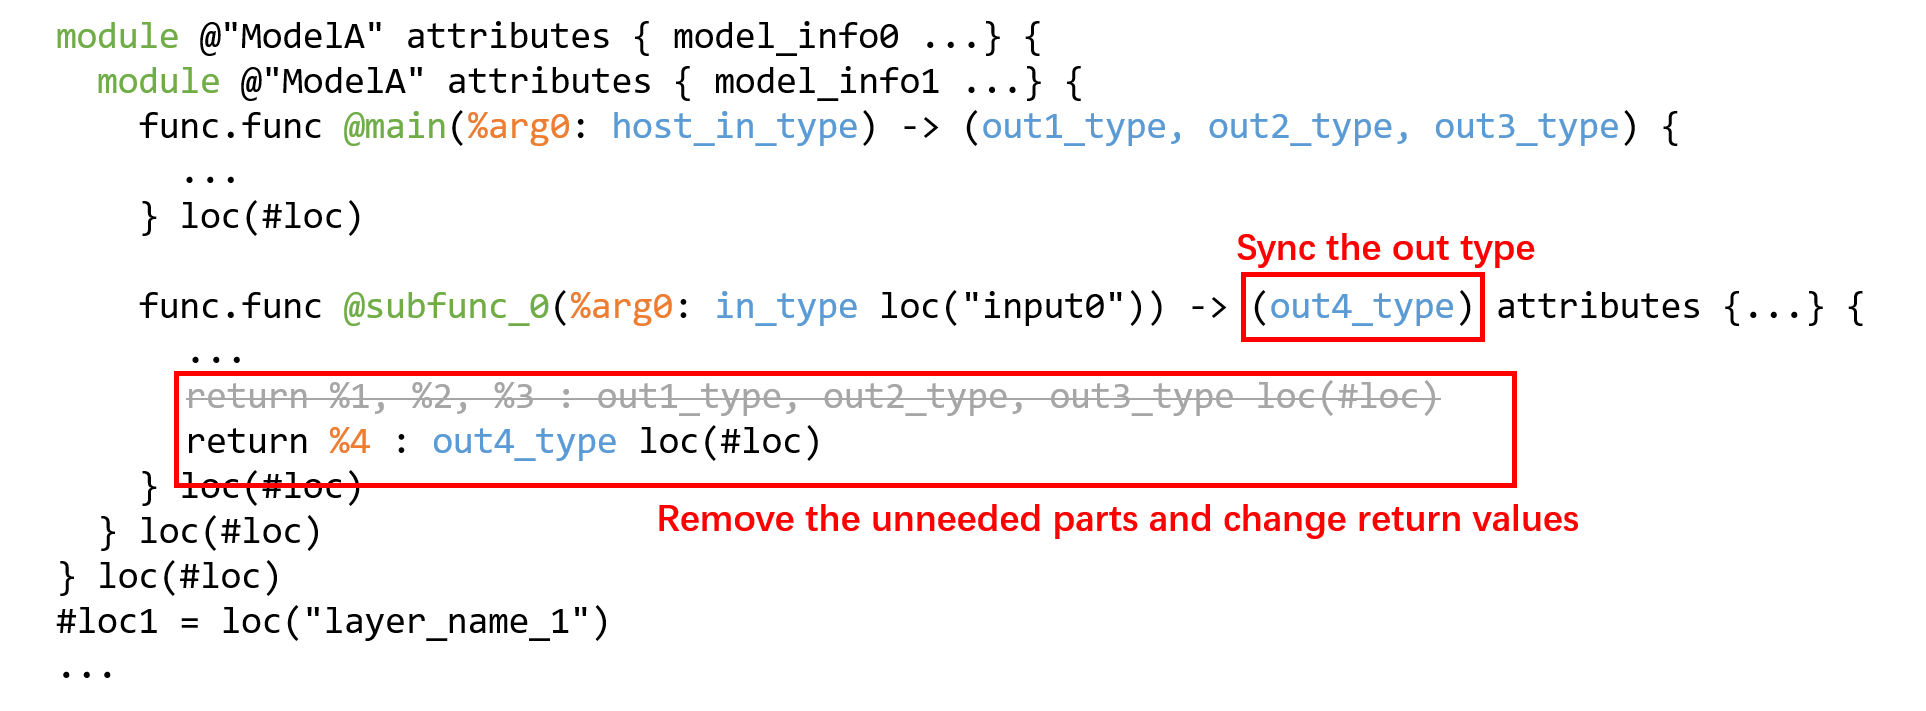 module @"ModelA" attributes { model_info0 ...} {
module @"ModelA" attributes { model_info1 ...} {
func.func @main(%arg0: host_in_type) -> (out1_type, out2_type, out3_type) {
...
} loc(#loc)
Sync the out type
func.func @subfunc_0(%arg0: in_type loc("input0")) -> (out4_type) attributes {...} {
...
return %1, %2, %3 : out1_type, out2_type, out3_type loc(#loc)
return %4 : out4_type loc(#loc)
} loc(#loc)
Remove the unneeded parts and change return values
} loc(#loc)
} loc(#loc)
#loc1 = loc("layer_name_1")
...